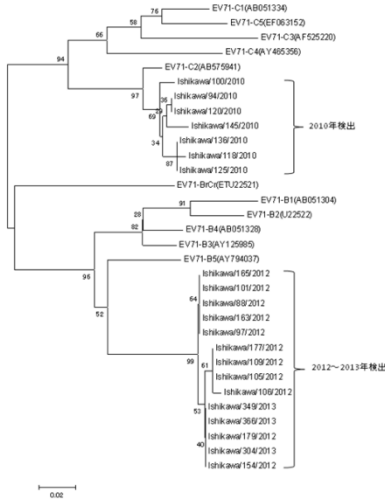 EV71-C1(AB051334)
76
EV71-C5(EF063152)
58
EV71-C3(AF525220)
66
EV71-C4(AY465356)
94
EV71-C2(AB575941)
Ishikawa/100/2010
97
Ishikawa/94/2010
36
Ishikawa/120/2010
69
Ishikawa/145/2010
2010年検出
34
Ishikawa/136/2010
Ishikawa/118/2010
87
Ishikawa/125/2010
EV71-BrCr(ETU22521)
EV71-B1(AB051304)
91
EV71-B2(U22522)
28
EV71-B4(AB051328)
82
EV71-B3(AY125985)
EV71-B5(AY794037)
96
Ishikawa/165/2012
Ishikawa/101/2012
64
Ishikawa/88/2012
52
Ishikawa/163/2012
Ishikawa/97/2012
Ishikawa/177/2012
99
61
Ishikawa/109/2012
2012～2013年検出
Ishikawa/105/2012
Ishikawa/106/2012
53
Ishikawa/349/2013
Ishikawa/366/2013
Ishikawa/179/2012
40
Ishikawa/304/2013
Ishikawa/154/2012
0.02